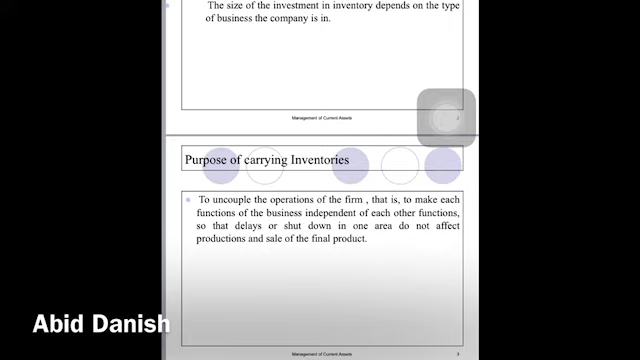 The size of the investment in inventory depends on the type
of business the company is in.
Management of Current Assets
2
Purpose of carrying Inventories
To uncouple the operations of the firm , that is, to make each
functions of the business independent of each other functions,
so that delays or shut down in one area do not affect
productions and sale of the final product.
Abid Danish
Management of Current Assets
3